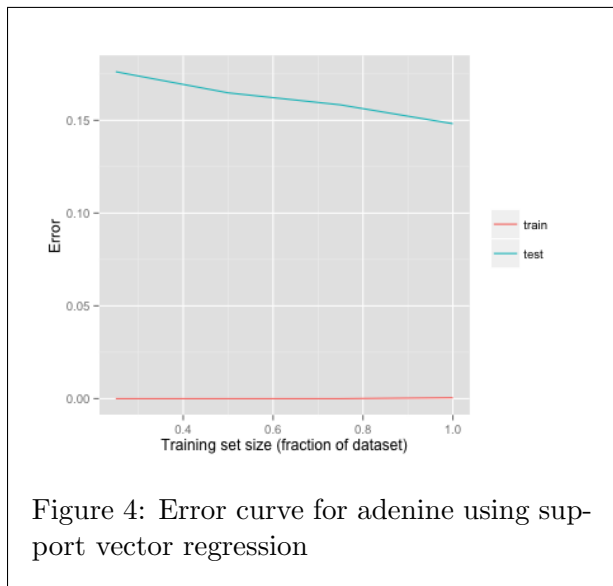 0.15
0.10
0.05
0.00
Error
0.4 0.6 0.8 1.0
Training set size (fraction of dataset)
train
test
Figure 4: Error curve for adenine using sup-
port vector regression